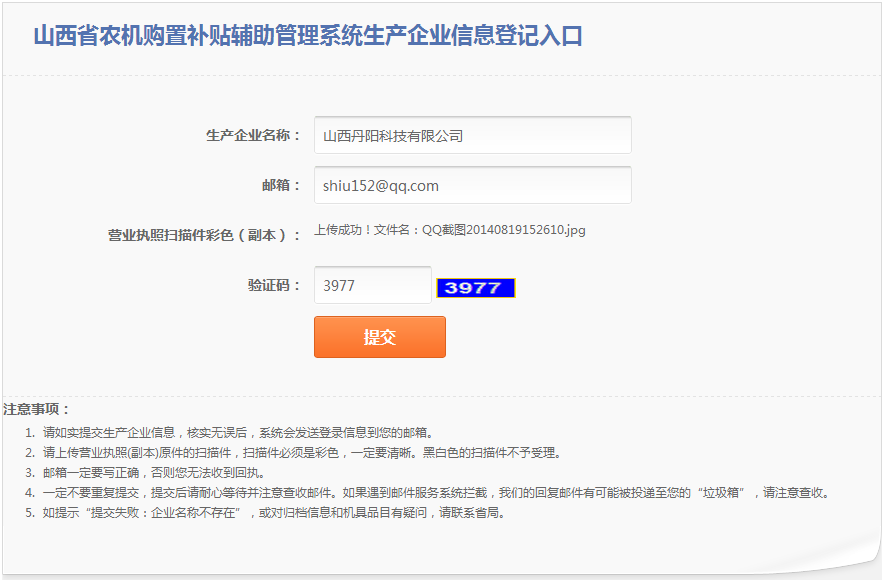 山西省农机购置补贴辅助管理系统生产企业信息登记入口
生产企业名称： 山西丹阳科技有限公司
邮箱： shiu152@qq.com
营业执照扫描件彩色（副本）： 上传成功！文件名：QQ截图20140819152610.jpg
验证码： 3977 3977
提交
注意事项：
1. 请如实提交生产企业信息，核实无误后，系统会发送登录信息到您的邮箱。
2. 请上传营业执照(副本)原件的扫描件，扫描件必须是彩色，一定要清晰。黑白色的扫描件不予受理。
3. 邮箱一定要写正确，否则您无法收到回执。
4. 一定不要重复提交，提交后请耐心等待并注意查收邮件。如果遇到邮件服务系统拦截，我们的回复邮件有可能被投递至您的“垃圾箱”，请注意查收。
5. 如提示“提交失败：企业名称不存在”，或对归档信息和机具品目有疑问，请联系省局。